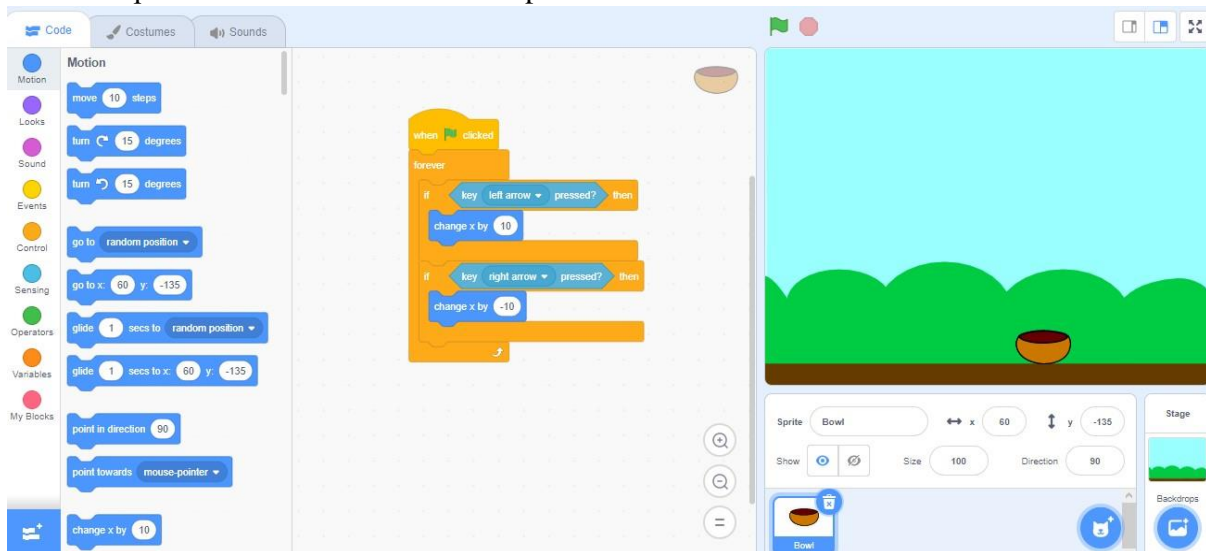 Code
Costumes
Sounds
Motion
Looks
Sound
Events
Control
Sensing
Operators
Variables
My Blocks
Motion
move 10 steps
turn 15 degrees
turn 15 degrees
go to random position
go to x: 60 y: -135
glide 1 secs to random position
glide 1 secs to x: 60 y: -135
point in direction 90
point towards mouse-pointer
change x by 10
when clicked
forever
if key left arrow pressed? then
change x by 10
if key right arrow pressed? then
change x by -10
Sprite Bowl x 60 y -135
Show Size 100 Direction 90
Bowl
Stage
Backdrops